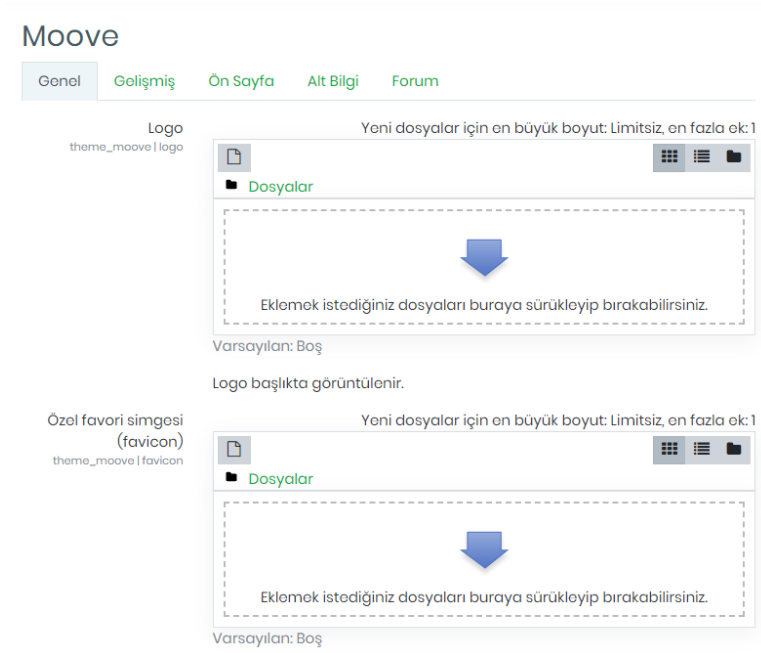 Moove
Genel Gelişmiş Ön Sayfa Alt Bilgi Forum
Logo
theme_moove | logo
Yeni dosyalar için en büyük boyut: Limitsiz, en fazla ek: 1
Dosyalar
Eklemek istediğiniz dosyaları buraya sürükleyip bırakabilirsiniz.
Varsayılan: Boş
Logo başlıkta görüntülenir.
Özel favori simgesi
(favicon)
theme_moove | favicon
Yeni dosyalar için en büyük boyut: Limitsiz, en fazla ek: 1
Dosyalar
Eklemek istediğiniz dosyaları buraya sürükleyip bırakabilirsiniz.
Varsayılan: Boş